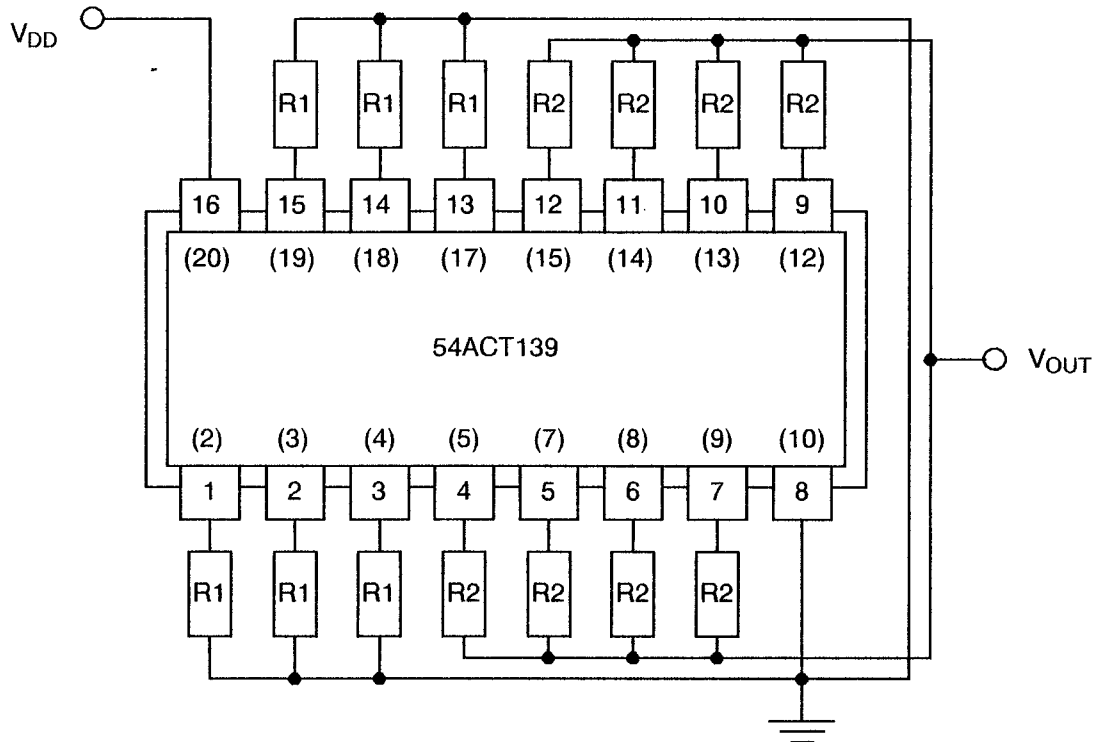 V_DD
R1 R1 R1 R2 R2 R2 R2
16 15 14 13 12 11 10 9
(20) (19) (18) (17) (15) (14) (13) (12)
54ACT139
V_OUT
(2) (3) (4) (5) (7) (8) (9) (10)
1 2 3 4 5 6 7 8
R1 R1 R1 R2 R2 R2 R2